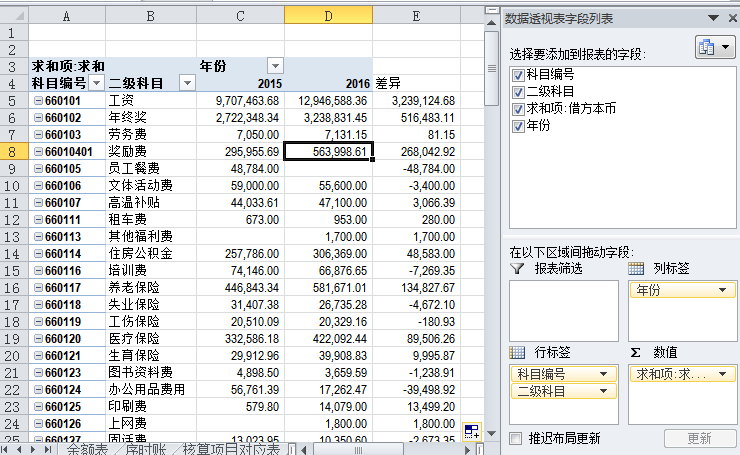 A B C D E
1
2
3 求和项:求和 年份
4 科目编号 二级科目 2015 2016 差异
5 660101 工资 9,707,463.68 12,946,588.36 3,239,124.68
6 660102 年终奖 2,722,348.34 3,238,831.45 516,483.11
7 660103 劳务费 7,050.00 7,131.15 81.15
8 66010401 奖励费 295,955.69 563,998.61 268,042.92
9 660105 员工餐费 48,784.00 -48,784.00
10 660106 文体活动费 59,000.00 55,600.00 -3,400.00
11 660107 高温补贴 44,033.61 47,100.00 3,066.39
12 660111 租车费 673.00 953.00 280.00
13 660113 其他福利费 1,700.00 1,700.00
14 660114 住房公积金 257,786.00 306,369.00 48,583.00
15 660116 培训费 74,146.00 66,876.65 -7,269.35
16 660117 养老保险 446,843.34 581,671.01 134,827.67
17 660118 失业保险 31,407.38 26,735.28 -4,672.10
18 660119 工伤保险 20,510.09 20,329.16 -180.93
19 660120 医疗保险 332,586.18 422,092.44 89,506.26
20 660121 生育保险 29,912.96 39,908.83 9,995.87
21 660123 图书资料费 4,898.50 3,659.59 -1,238.91
22 660124 办公用品费用 56,761.39 17,262.47 -39,498.92
23 660125 印刷费 579.80 14,079.00 13,499.20
24 660126 上网费 1,800.00 1,800.00
25 660127 固话费 13,023.95 10,350.60 -2,673.35
余额表 序时账 核算项目对应表
数据透视表字段列表
选择要添加到报表的字段:
科目编号
二级科目
求和项:借方本币
年份
在以下区域间拖动字段:
报表筛选 列标签
年份
行标签 Σ 数值
科目编号 求和项:求...
二级科目
推迟布局更新 更新